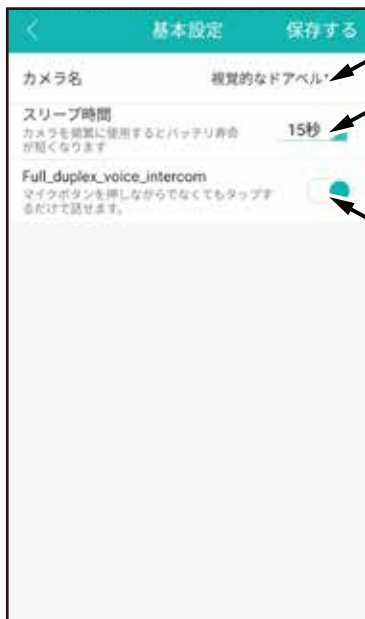 基本設定 保存する
カメラ名 視覚的なドアベル*
スリープ時間
カメラを頻繁に使用するとバッテリ寿命
が短くなります
15秒
Full_duplex_voice_intercom
マイクボタンを押しながらでなくてもタップす
るだけで話せます。